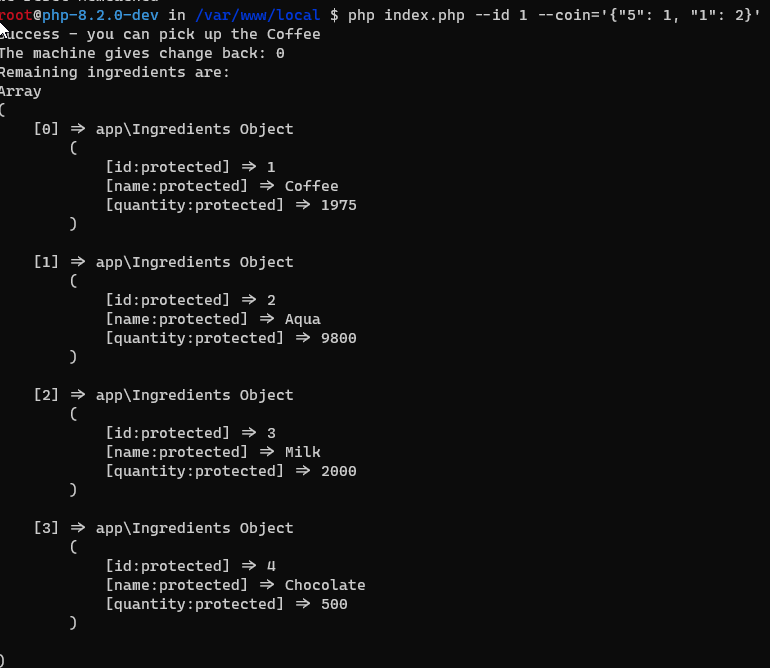 root@php-8.2.0-dev in /var/www/local $ php index.php --id 1 --coin='{"5": 1, "1": 2}'
Success - you can pick up the Coffee
The machine gives change back: 0
Remaining ingredients are:
Array
(
    [0] => app\Ingredients Object
        (
            [id:protected] => 1
            [name:protected] => Coffee
            [quantity:protected] => 1975
        )

    [1] => app\Ingredients Object
        (
            [id:protected] => 2
            [name:protected] => Aqua
            [quantity:protected] => 9800
        )

    [2] => app\Ingredients Object
        (
            [id:protected] => 3
            [name:protected] => Milk
            [quantity:protected] => 2000
        )

    [3] => app\Ingredients Object
        (
            [id:protected] => 4
            [name:protected] => Chocolate
            [quantity:protected] => 500
        )

)